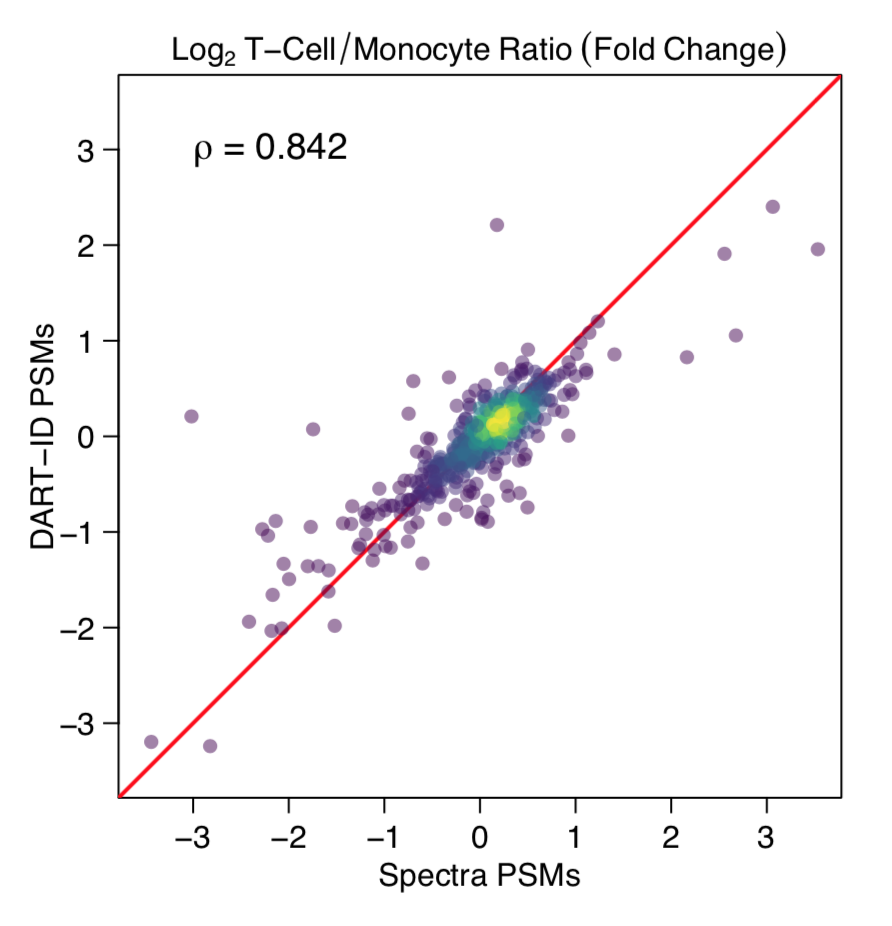 Log₂ T−Cell/Monocyte Ratio (Fold Change)
ρ = 0.842
3
2
1
0
−1
−2
−3
DART−ID PSMs
−3 −2 −1 0 1 2 3
Spectra PSMs